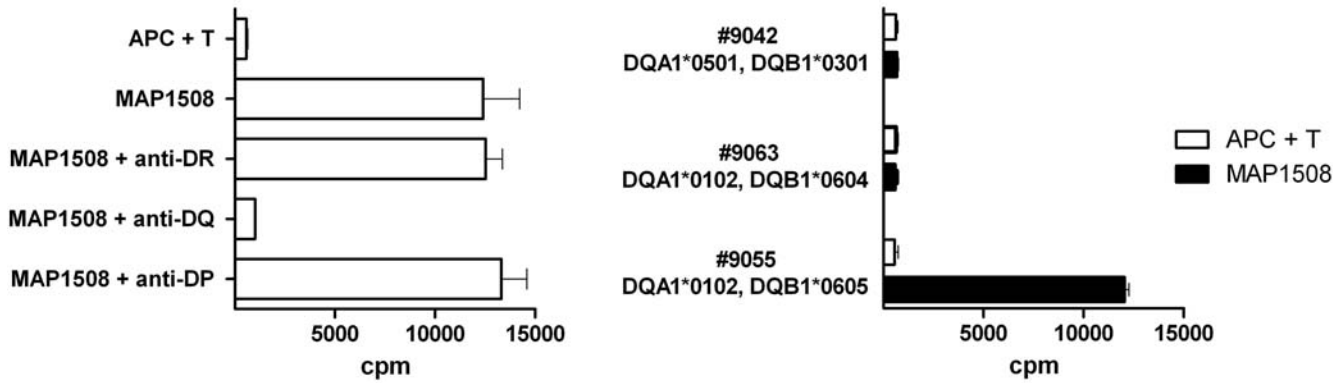 APC + T
MAP1508
MAP1508 + anti-DR
MAP1508 + anti-DQ
MAP1508 + anti-DP
5000 10000 15000
cpm
#9042
DQA1*0501, DQB1*0301
#9063
DQA1*0102, DQB1*0604
#9055
DQA1*0102, DQB1*0605
5000 10000 15000
cpm
APC + T
MAP1508